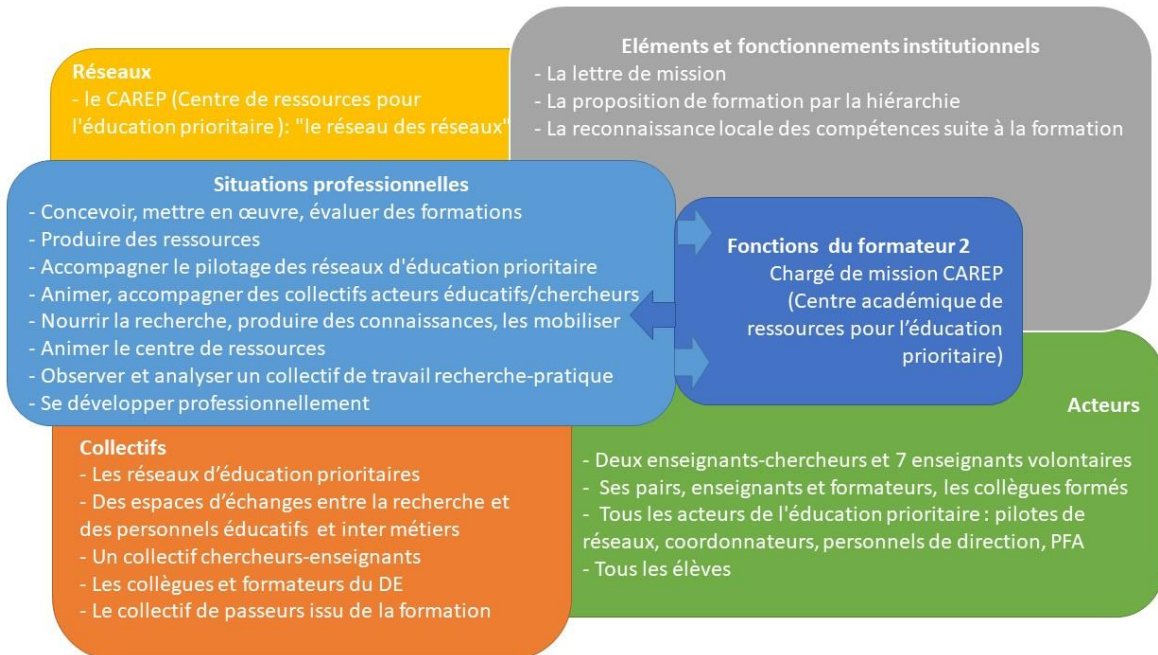 Réseaux
- le CAREP (Centre de ressources pour
l'éducation prioritaire ): "le réseau des réseaux"
Eléments et fonctionnements institutionnels
- La lettre de mission
- La proposition de formation par la hiérarchie
- La reconnaissance locale des compétences suite à la formation
Situations professionnelles
- Concevoir, mettre en œuvre, évaluer des formations
- Produire des ressources
- Accompagner le pilotage des réseaux d'éducation prioritaire
- Animer, accompagner des collectifs acteurs éducatifs/chercheurs
- Nourrir la recherche, produire des connaissances, les mobiliser
- Animer le centre de ressources
- Observer et analyser un collectif de travail recherche-pratique
- Se développer professionnellement
Fonctions du formateur 2
Chargé de mission CAREP
(Centre académique de
ressources pour l’éducation
prioritaire)
Collectifs
- Les réseaux d’éducation prioritaires
- Des espaces d’échanges entre la recherche et
des personnels éducatifs et inter métiers
- Un collectif chercheurs-enseignants
- Les collègues et formateurs du DE
- Le collectif de passeurs issu de la formation
Acteurs
- Deux enseignants-chercheurs et 7 enseignants volontaires
- Ses pairs, enseignants et formateurs, les collègues formés
- Tous les acteurs de l'éducation prioritaire : pilotes de
réseaux, coordonnateurs, personnels de direction, PFA
- Tous les élèves